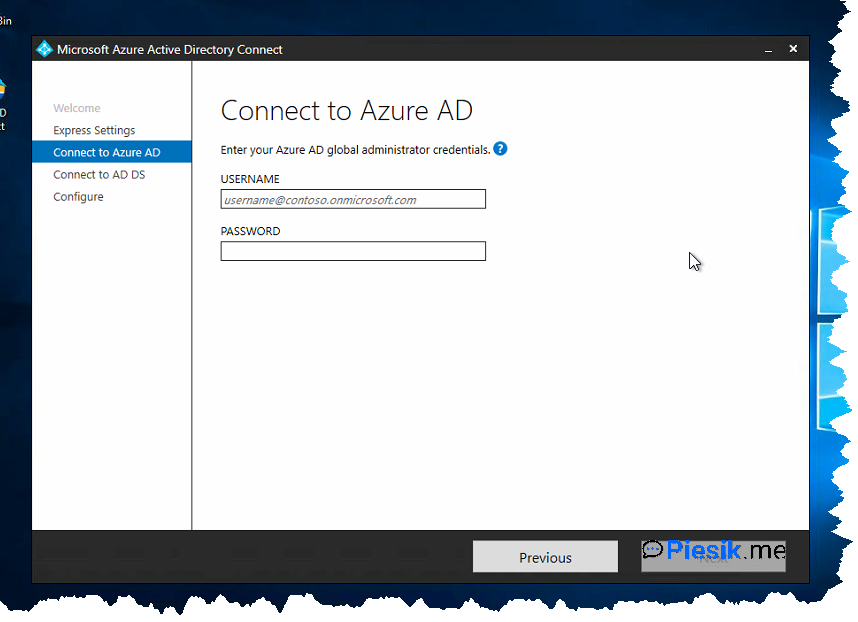 Bin
Microsoft Azure Active Directory Connect
Welcome
Express Settings
Connect to Azure AD
Connect to AD DS
Configure
Connect to Azure AD
Enter your Azure AD global administrator credentials. ?
USERNAME
username@contoso.onmicrosoft.com
PASSWORD
Previous
Next
Piesik.me